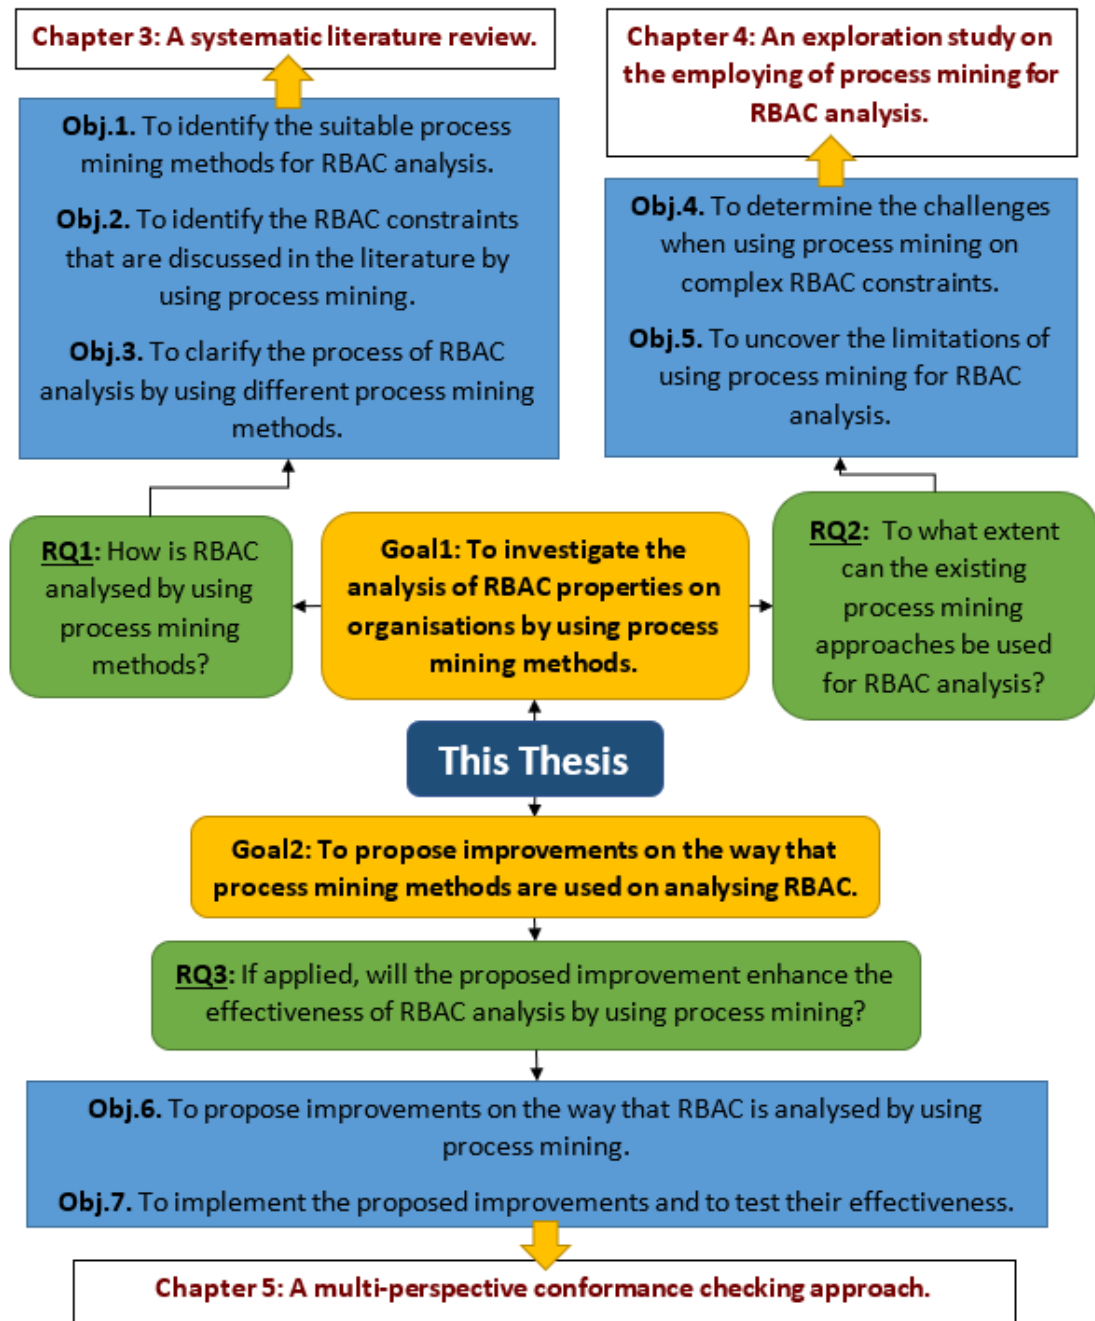 Chapter 3: A systematic literature review.
Chapter 4: An exploration study on
the employing of process mining for
RBAC analysis.
Obj.1. To identify the suitable process
mining methods for RBAC analysis.
Obj.2. To identify the RBAC constraints
that are discussed in the literature by
using process mining.
Obj.3. To clarify the process of RBAC
analysis by using different process mining
methods.
Obj.4. To determine the challenges
when using process mining on
complex RBAC constraints.
Obj.5. To uncover the limitations of
using process mining for RBAC
analysis.
RQ1: How is RBAC
analysed by using
process mining
methods?
Goal1: To investigate the
analysis of RBAC properties on
organisations by using process
mining methods.
RQ2: To what extent
can the existing
process mining
approaches be used
for RBAC analysis?
This Thesis
Goal2: To propose improvements on the way that
process mining methods are used on analysing RBAC.
RQ3: If applied, will the proposed improvement enhance the
effectiveness of RBAC analysis by using process mining?
Obj.6. To propose improvements on the way that RBAC is analysed by using
process mining.
Obj.7. To implement the proposed improvements and to test their effectiveness.
Chapter 5: A multi-perspective conformance checking approach.